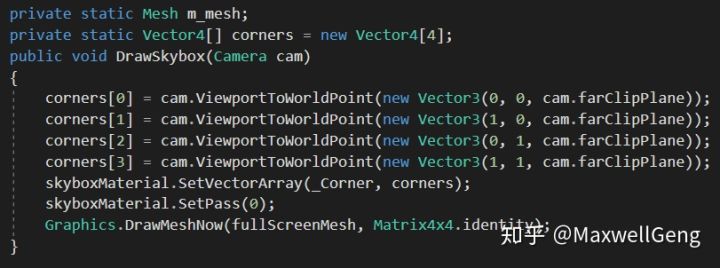 private static Mesh m_mesh;
private static Vector4[] corners = new Vector4[4];
public void DrawSkybox(Camera cam)
{
    corners[0] = cam.ViewportToWorldPoint(new Vector3(0, 0, cam.farClipPlane));
    corners[1] = cam.ViewportToWorldPoint(new Vector3(1, 0, cam.farClipPlane));
    corners[2] = cam.ViewportToWorldPoint(new Vector3(0, 1, cam.farClipPlane));
    corners[3] = cam.ViewportToWorldPoint(new Vector3(1, 1, cam.farClipPlane));
    skyboxMaterial.SetVectorArray(_Corner, corners);
    skyboxMaterial.SetPass(0);
    Graphics.DrawMeshNow(fullScreenMesh, Matrix4x4.identity);
}
知乎 @MaxwellGeng